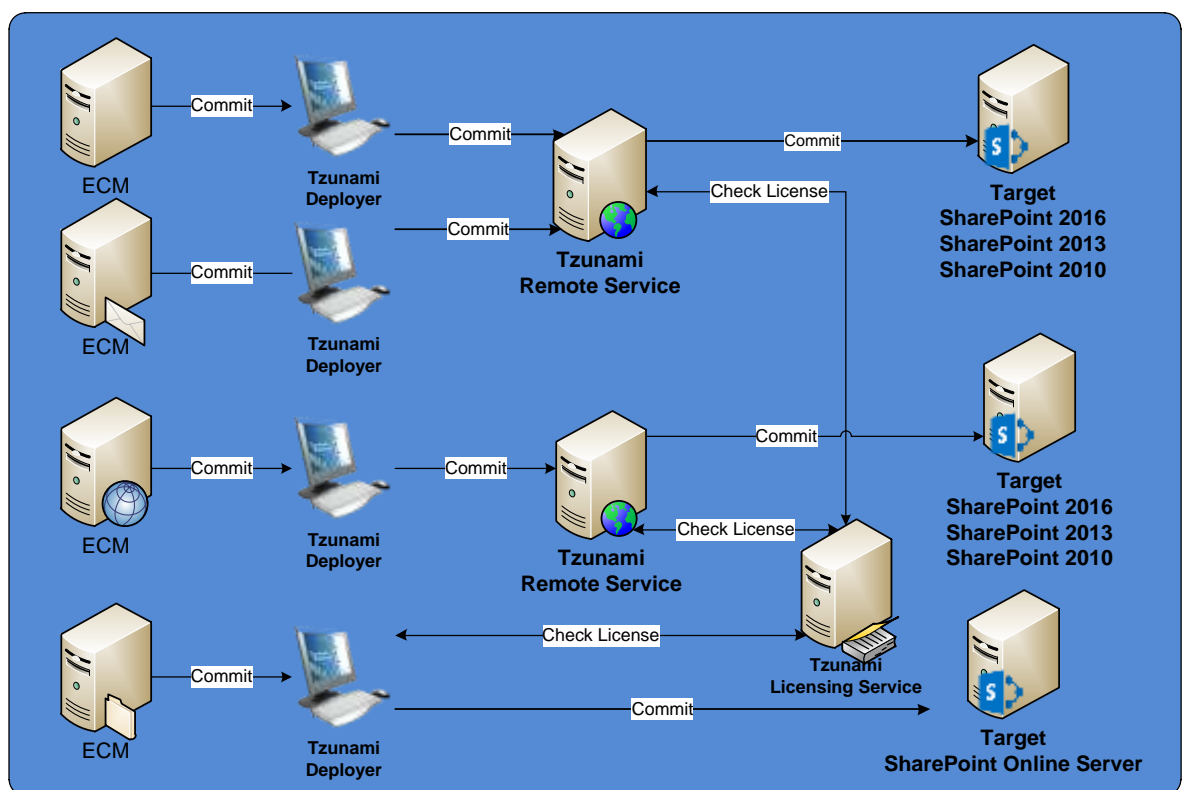 Commit
ECM
Tzunami
Deployer
Commit
Commit
Target
SharePoint 2016
SharePoint 2013
SharePoint 2010
Check License
Commit
Tzunami
Remote Service
Commit
ECM
Tzunami
Deployer
Commit
ECM
Tzunami
Deployer
Commit
Commit
Target
SharePoint 2016
SharePoint 2013
SharePoint 2010
Check License
Tzunami
Remote Service
Check License
Tzunami
Licensing Service
Commit
ECM
Tzunami
Deployer
Commit
S
S
S
Target
SharePoint Online Server